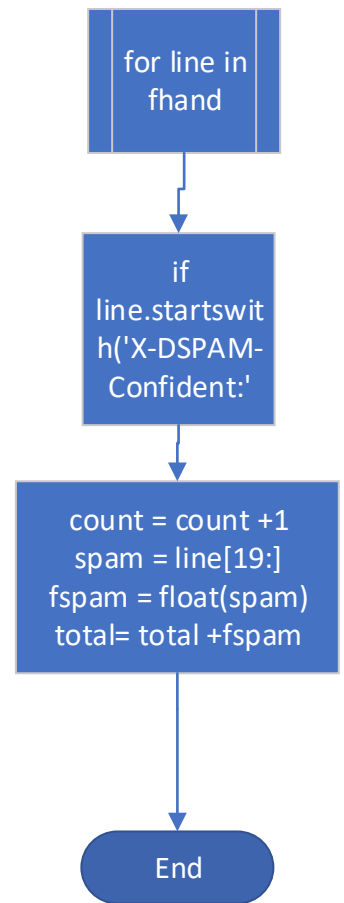 for line in
fhand
if
line.startswit
h('X-DSPAM-
Confident:'
count = count +1
spam = line[19:]
fspam = float(spam)
total= total +fspam
End